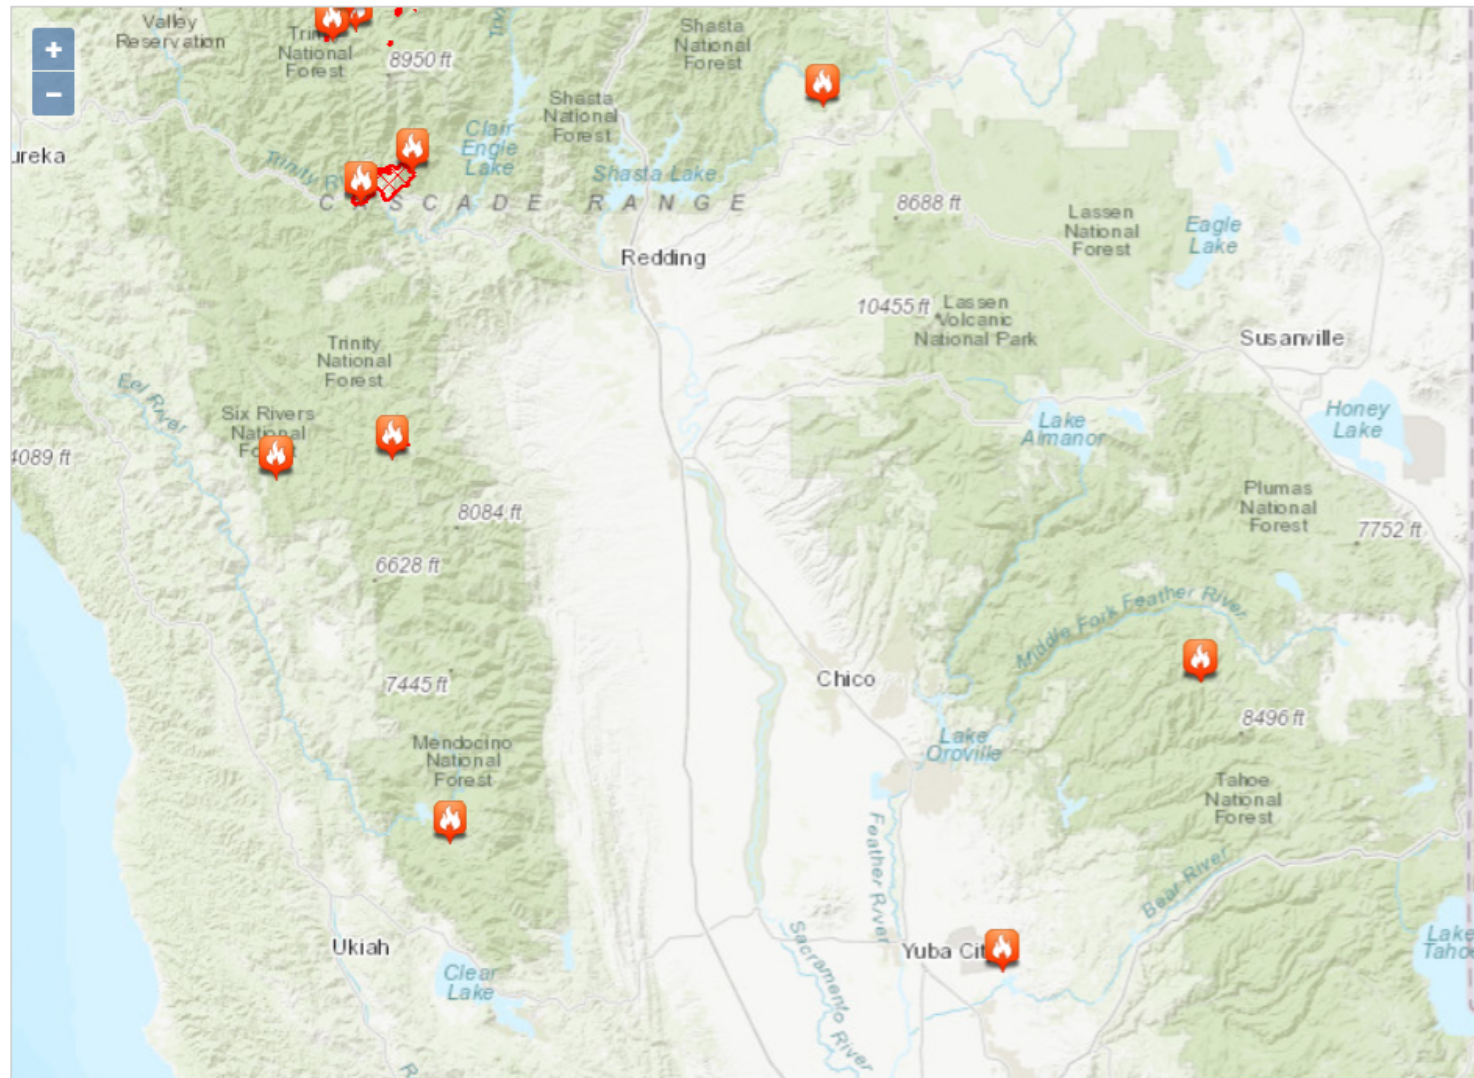 Valley
Reservation
National
Forest
8950 ft
Shasta
National
Forest
+
−
Shasta
National
Forest
Clair
Engle
Lake
Shasta Lake
CASCADE RANGE
8688 ft
Lassen
National
Forest
Eagle
Lake
Redding
10455 ft
Lassen
Volcanic
National Park
Susanville
Trinity
National
Forest
Eel River
Six Rivers
National
Lake
Almanor
Honey
Lake
4089 ft
8084 ft
Plumas
National
Forest
7752 ft
6628 ft
Middle Fork Feather River
Chico
7445 ft
8496 ft
Mendocino
National
Forest
Lake
Oroville
Tahoe
National
Forest
Feather River
Bear River
Ukiah
Yuba Cit
Sacramento River
Clear
Lake
Lake
Tahoe
R